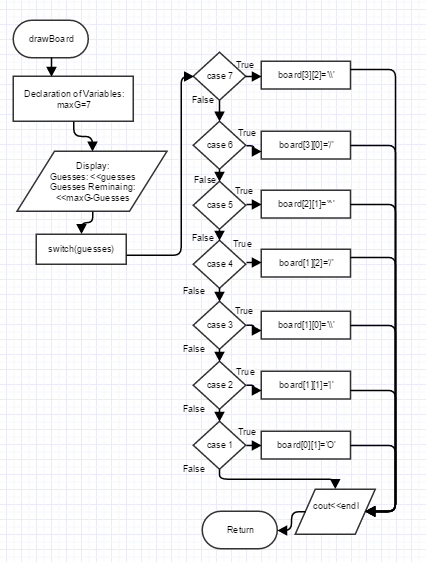 drawBoard
Declaration of Variables:
maxG=7
Display:
Guesses: <<guesses
Guesses Reminaing:
<<maxG-Guesses
switch(guesses)
case 7
True
board[3][2]='\\'
False
case 6
True
board[3][0]='/'
False
case 5
True
board[2][1]='^'
False
case 4
True
board[1][2]='/'
False
case 3
True
board[1][0]='\\'
False
case 2
True
board[1][1]='|'
False
case 1
True
board[0][1]='O'
False
cout<<endl
Return